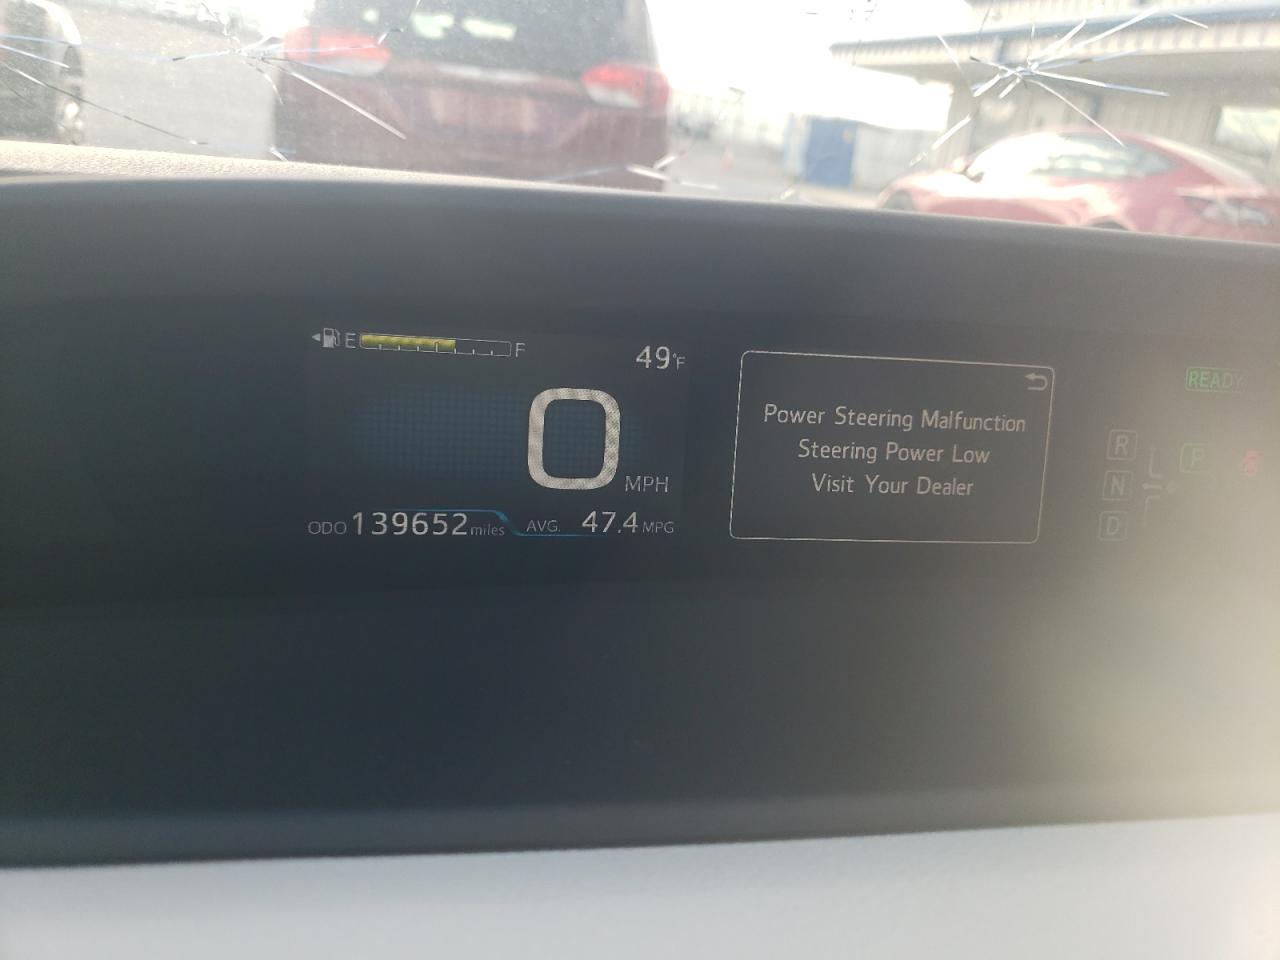 E F
49°F
0 MPH
ODO 139652 miles AVG. 47.4 MPG
Power Steering Malfunction
Steering Power Low
Visit Your Dealer
READY
R
P
N
D